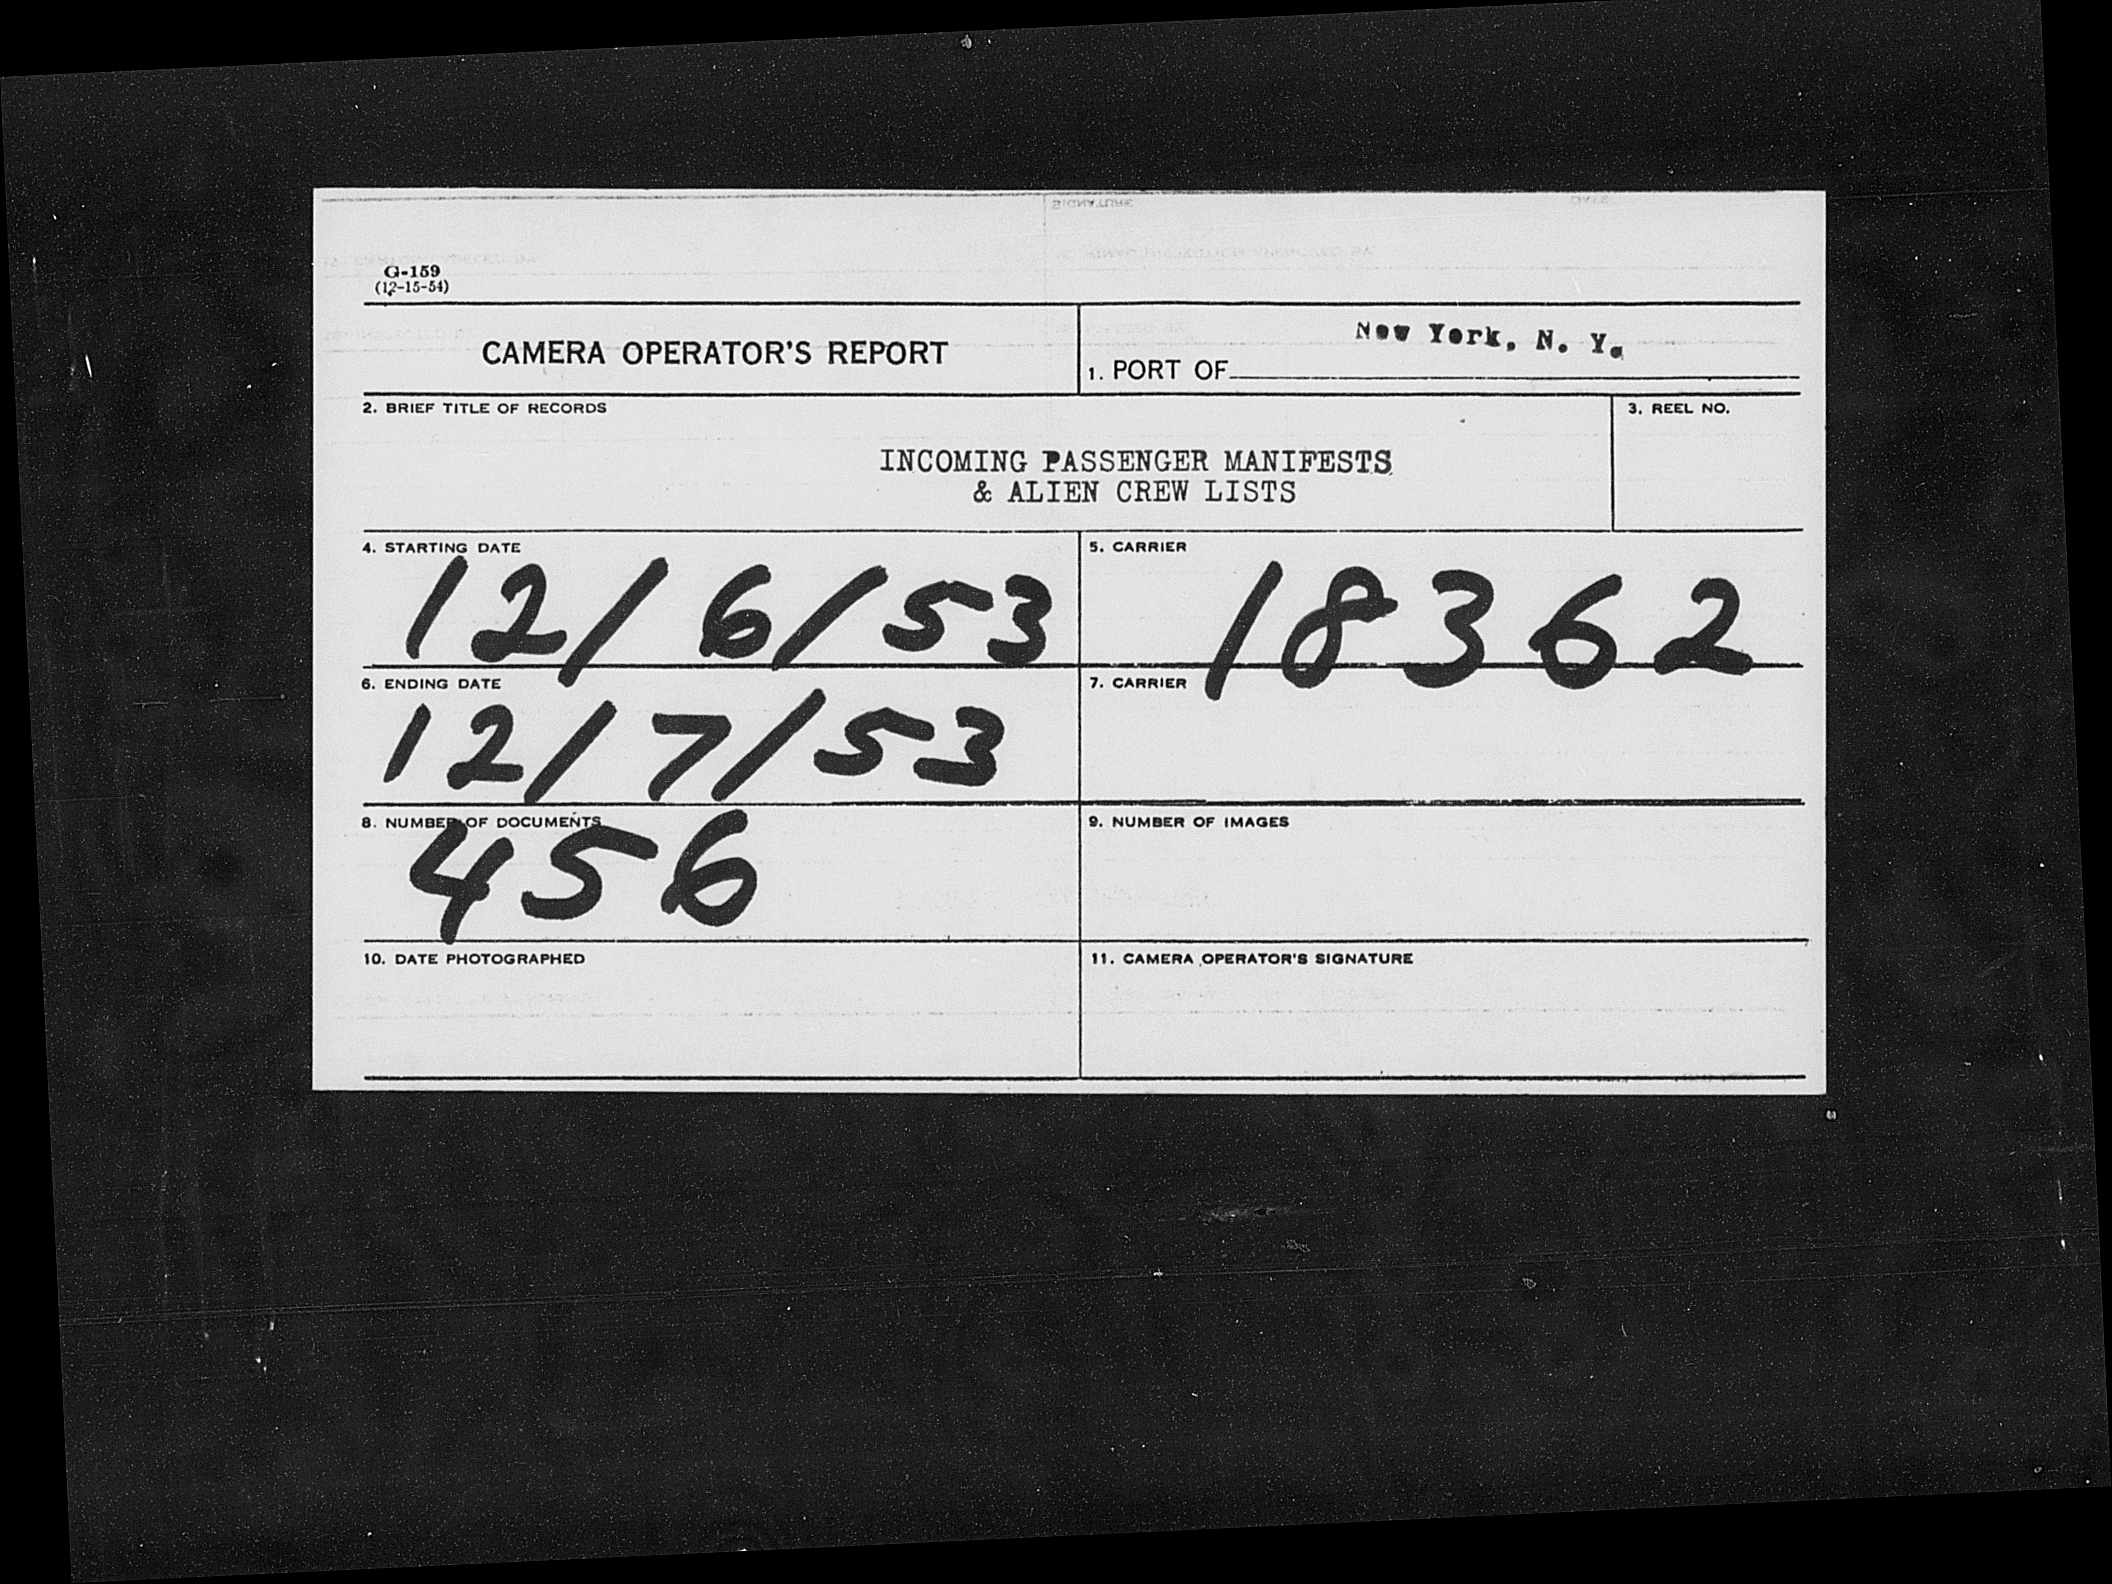 G-159
(12-15-54)
CAMERA OPERATOR'S REPORT
New York, N. Y.
1. PORT OF
2. BRIEF TITLE OF RECORDS
3. REEL NO.
INCOMING PASSENGER MANIFESTS
& ALIEN CREW LISTS
4. STARTING DATE
12/6/53
5. CARRIER
18362
6. ENDING DATE
12/7/53
7. CARRIER
8. NUMBER OF DOCUMENTS
456
9. NUMBER OF IMAGES
10. DATE PHOTOGRAPHED
11. CAMERA OPERATOR'S SIGNATURE